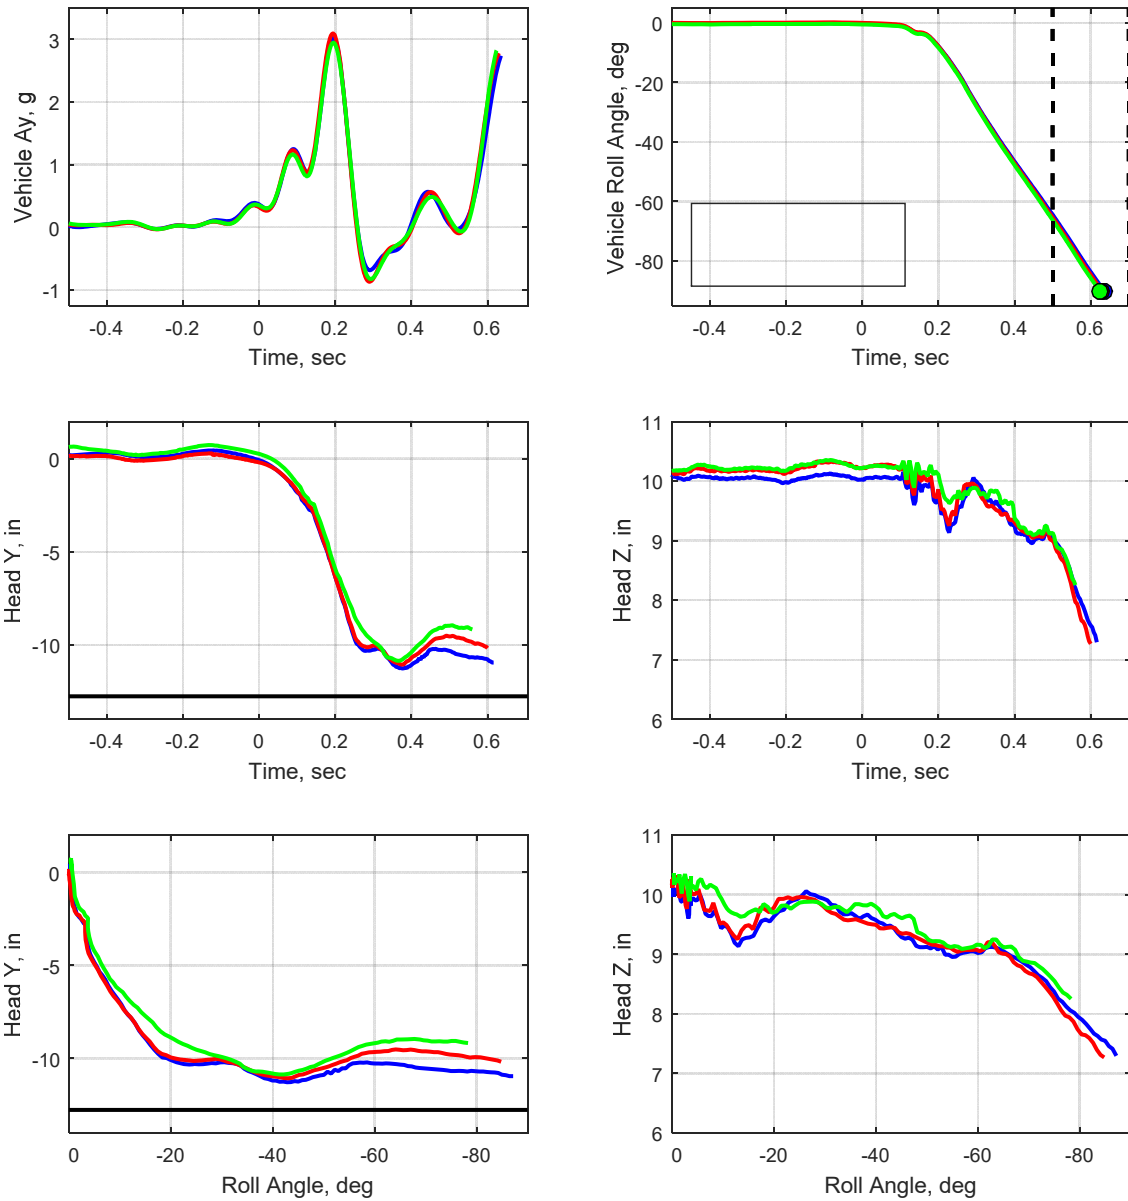 3
2
1
0
-1
Vehicle Ay, g
-0.4 -0.2 0 0.2 0.4 0.6
Time, sec
0
-20
-40
-60
-80
Vehicle Roll Angle, deg
-0.4 -0.2 0 0.2 0.4 0.6
Time, sec
0
-5
-10
Head Y, in
-0.4 -0.2 0 0.2 0.4 0.6
Time, sec
11
10
9
8
7
6
Head Z, in
-0.4 -0.2 0 0.2 0.4 0.6
Time, sec
0
-5
-10
Head Y, in
0 -20 -40 -60 -80
Roll Angle, deg
11
10
9
8
7
6
Head Z, in
0 -20 -40 -60 -80
Roll Angle, deg